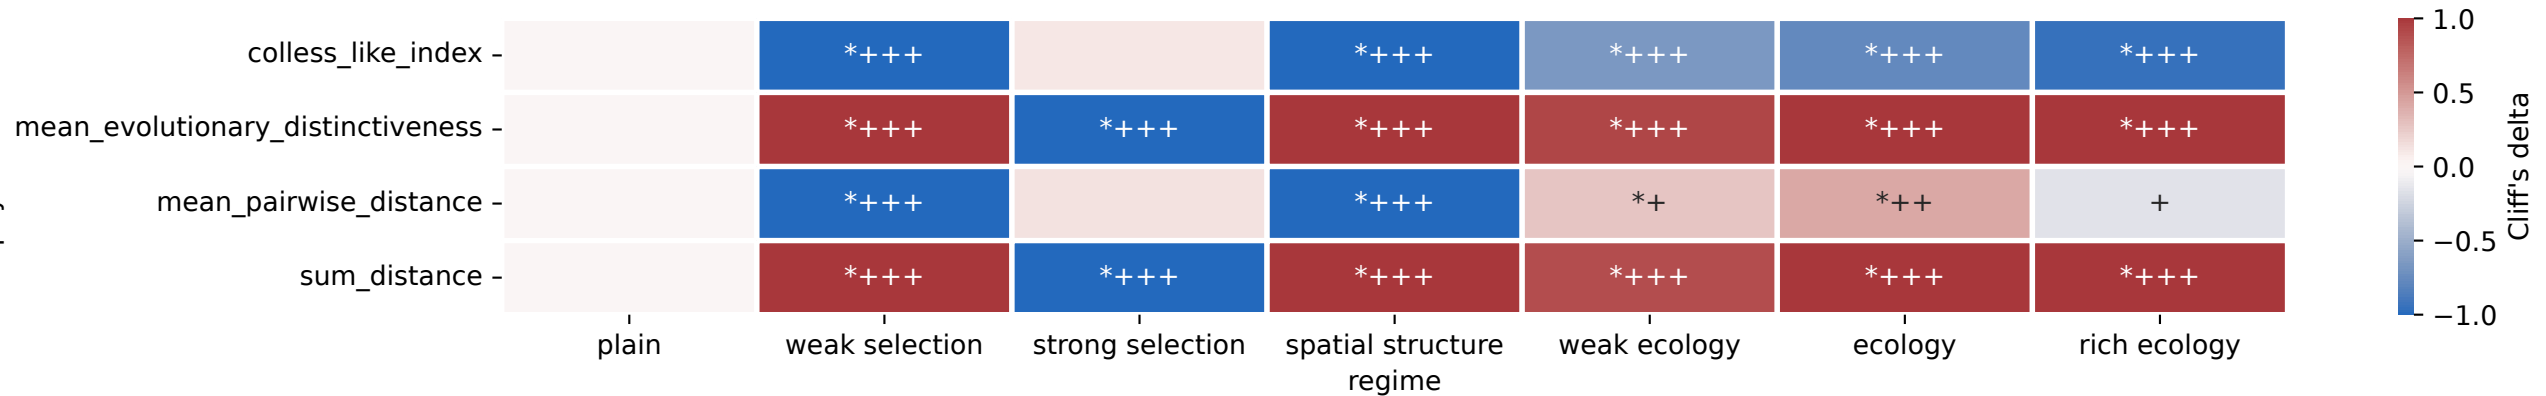 colless_like_index *+++ *+++ *+++ *+++ *+++
mean_evolutionary_distinctiveness *+++ *+++ *+++ *+++ *+++ *+++
mean_pairwise_distance *+++ *+++ *+ *++ +
sum_distance *+++ *+++ *+++ *+++ *+++ *+++
plain weak selection strong selection spatial structure weak ecology ecology rich ecology
regime
1.0
0.5
0.0
−0.5
−1.0
Cliff's delta